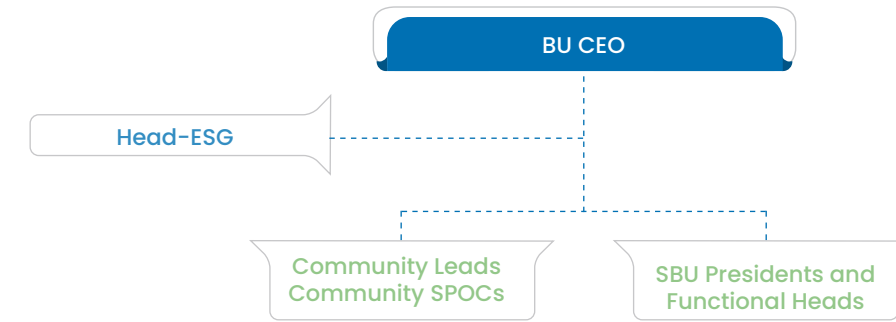 BU CEO
Head-ESG
Community Leads
Community SPOCs
SBU Presidents and
Functional Heads